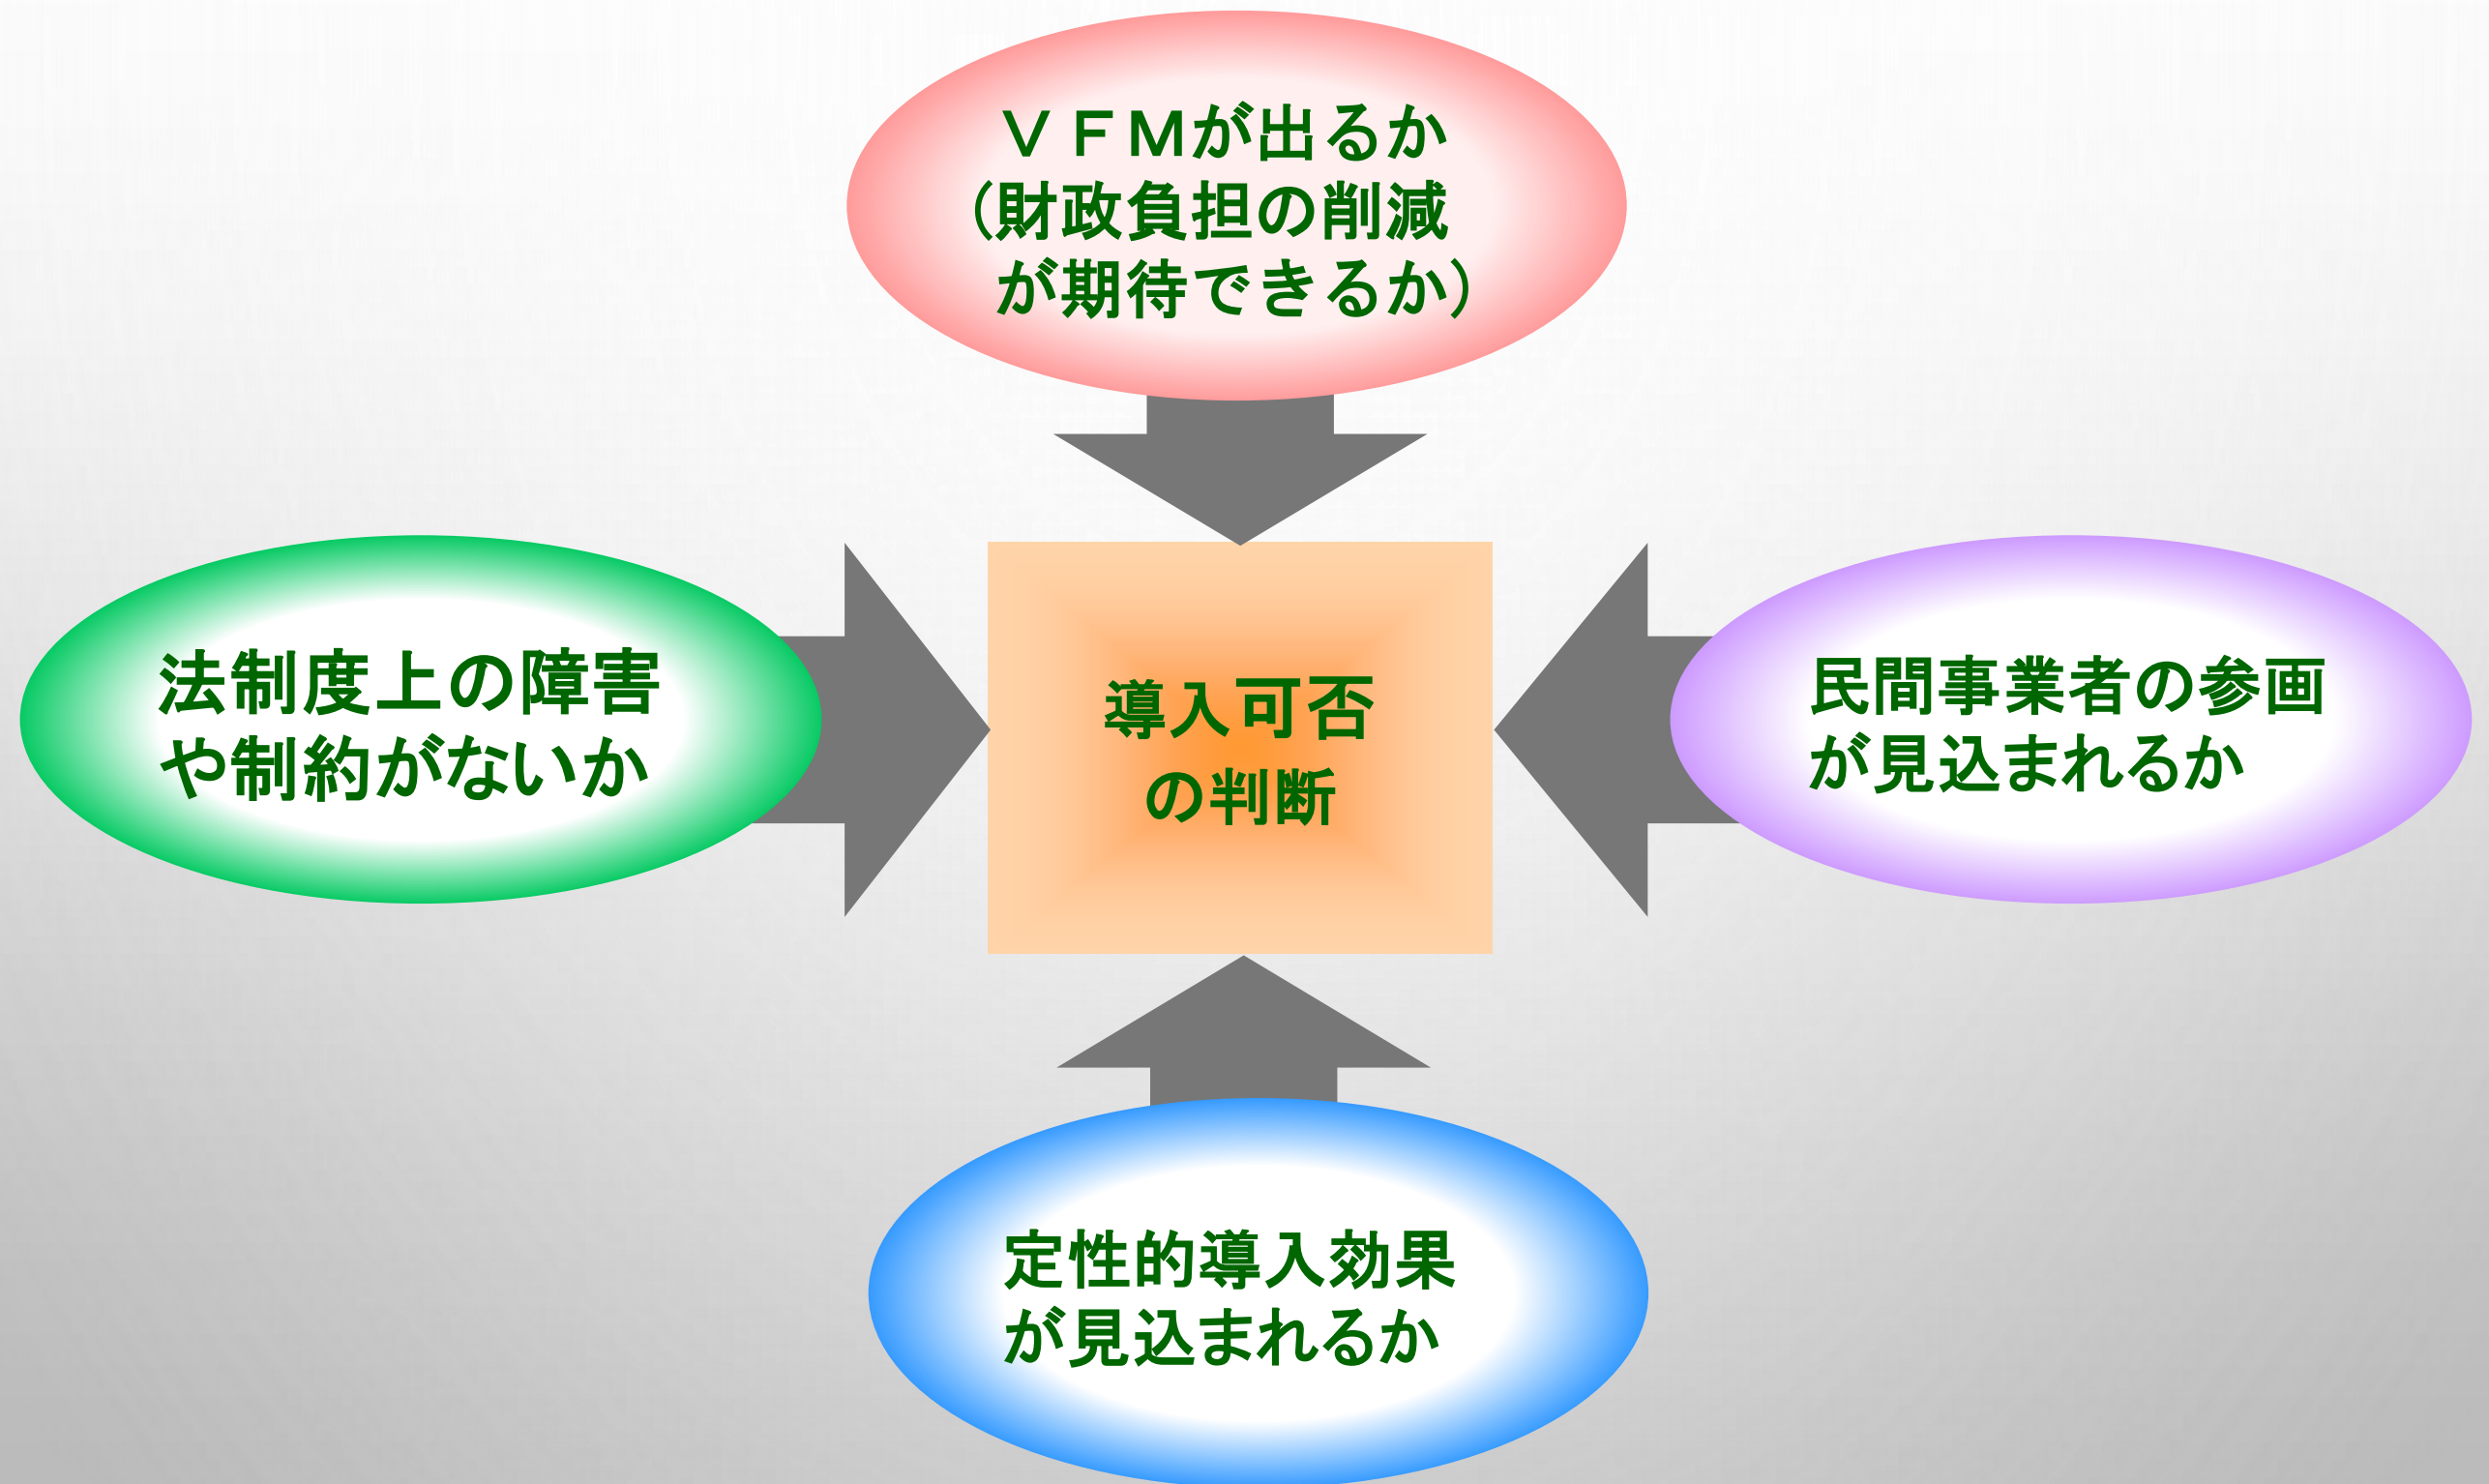 ＶＦＭが出るか
（財政負担の削減
が期待できるか）
法制度上の障害
や制約がないか
導入可否
の判断
民間事業者の参画
が見込まれるか
定性的導入効果
が見込まれるか